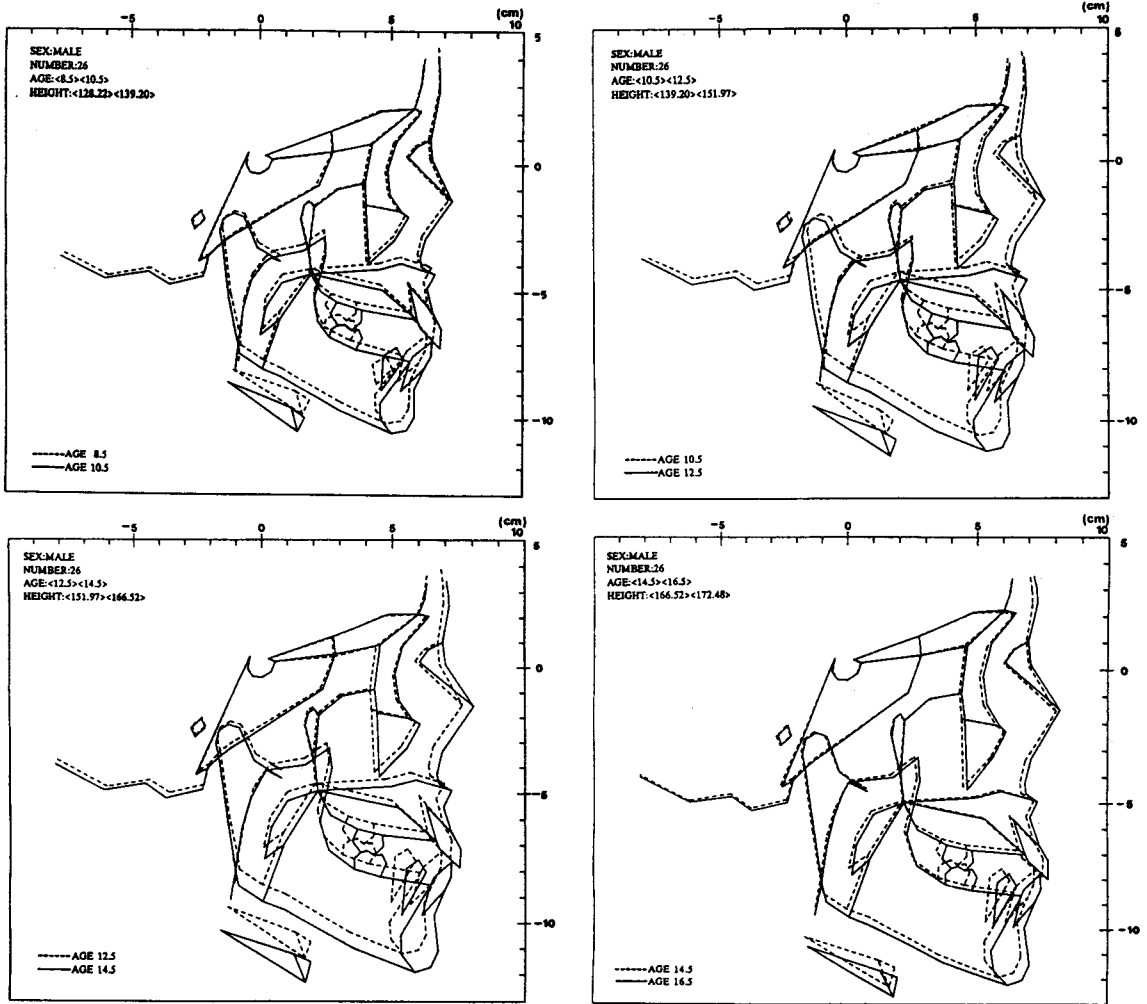 (cm)
-5 0 5 10
5
0
-5
-10
SEX:MALE
NUMBER:26
AGE:<8.5><10.5>
HEIGHT:<128.22><139.20>
AGE 8.5
AGE 10.5
(cm)
-5 0 5 10
5
0
-5
-10
SEX:MALE
NUMBER:26
AGE:<10.5><12.5>
HEIGHT:<139.20><151.97>
AGE 10.5
AGE 12.5
(cm)
-5 0 5 10
5
0
-5
-10
SEX:MALE
NUMBER:26
AGE:<12.5><14.5>
HEIGHT:<151.97><166.52>
AGE 12.5
AGE 14.5
(cm)
-5 0 5 10
5
0
-5
-10
SEX:MALE
NUMBER:26
AGE:<14.5><16.5>
HEIGHT:<166.52><172.48>
AGE 14.5
AGE 16.5